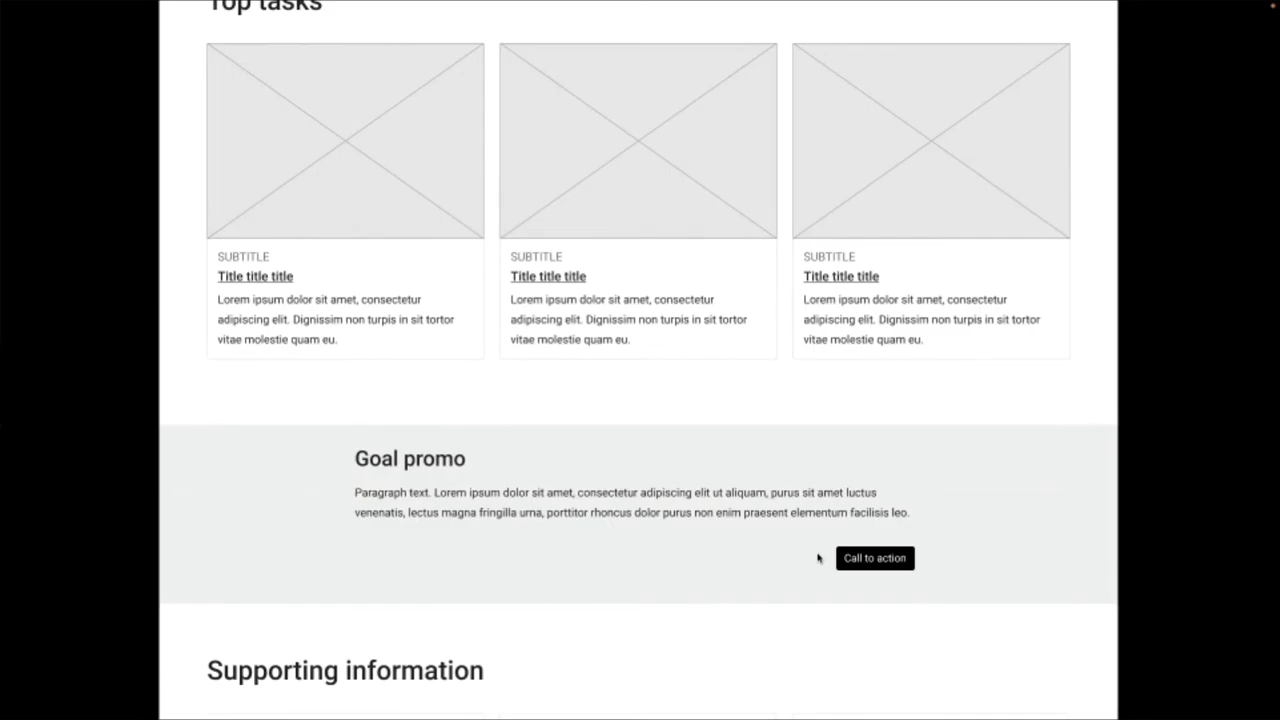 Top tasks
SUBTITLE
Title title title
Lorem ipsum dolor sit amet, consectetur
adipiscing elit. Dignissim non turpis in sit tortor
vitae molestie quam eu.
SUBTITLE
Title title title
Lorem ipsum dolor sit amet, consectetur
adipiscing elit. Dignissim non turpis in sit tortor
vitae molestie quam eu.
SUBTITLE
Title title title
Lorem ipsum dolor sit amet, consectetur
adipiscing elit. Dignissim non turpis in sit tortor
vitae molestie quam eu.
Goal promo
Paragraph text. Lorem ipsum dolor sit amet, consectetur adipiscing elit ut aliquam, purus sit amet luctus
venenatis, lectus magna fringilla urna, porttitor rhoncus dolor purus non enim praesent elementum facilisis leo.
Call to action
Supporting information